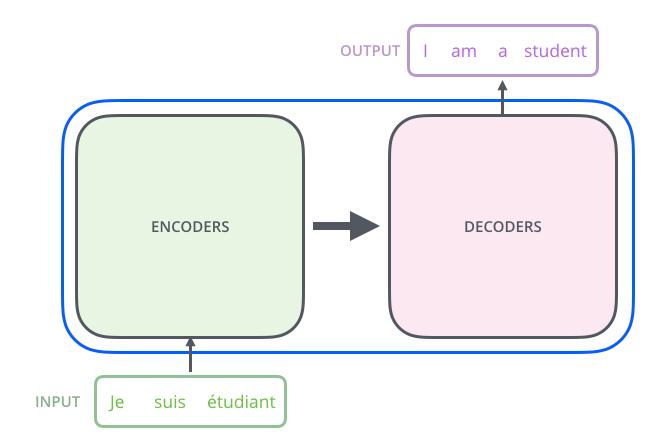 OUTPUT I am a student
ENCODERS DECODERS
INPUT Je suis étudiant